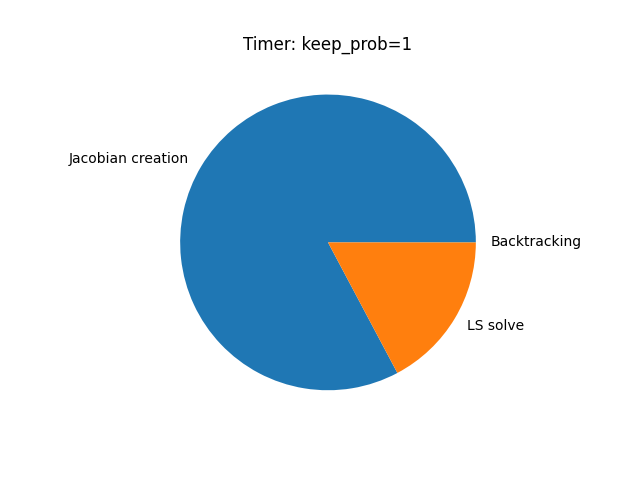 Timer: keep_prob=1
Jacobian creation
Backtracking
LS solve